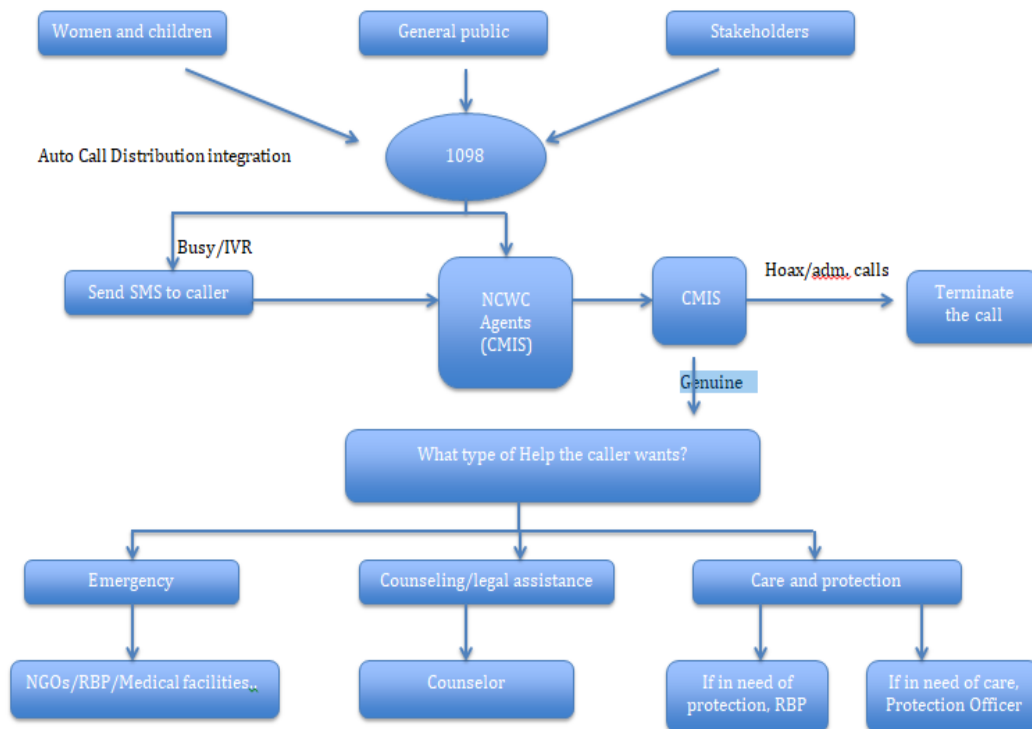 Women and children
General public
Stakeholders
1098
Auto Call Distribution integration
Busy/IVR
Send SMS to caller
NCWC
Agents
(CMIS)
CMIS
Hoax/adm. calls
Terminate
the call
Genuine
What type of Help the caller wants?
Emergency
Counseling/legal assistance
Care and protection
NGOs/RBP/Medical facilities..
Counselor
If in need of
protection, RBP
If in need of care,
Protection Officer